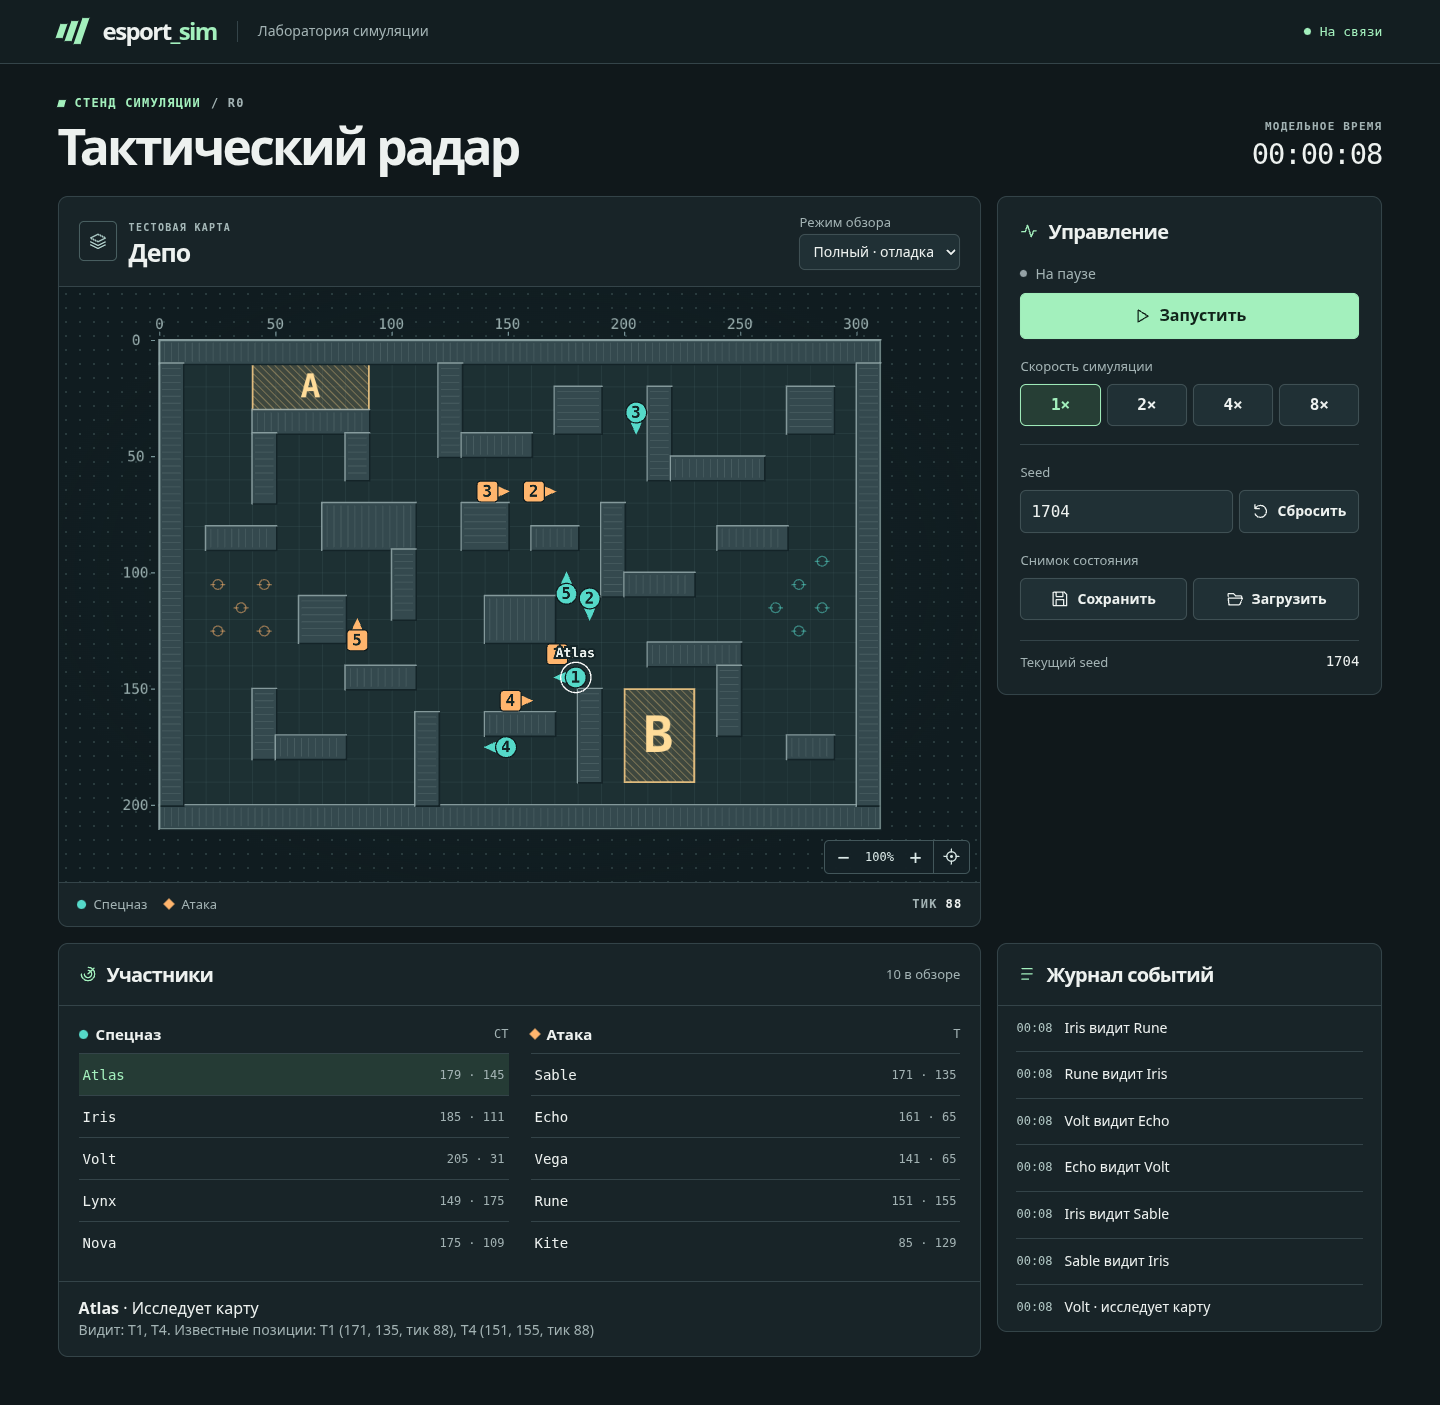 esport_sim
Лаборатория симуляции
На связи
СТЕНД СИМУЛЯЦИИ / R0
Тактический радар
МОДЕЛЬНОЕ ВРЕМЯ
00:00:08
ТЕСТОВАЯ КАРТА
Депо
Режим обзора
Полный · отладка
0 50 100 150 200 250 300
0
50
100
150
200
A
B
3
3 2
5 2
5
Atlas
1
4
4
− 100% +
Спецназ Атака
ТИК 88
Управление
На паузе
Запустить
Скорость симуляции
1× 2× 4× 8×
Seed
1704 Сбросить
Снимок состояния
Сохранить Загрузить
Текущий seed 1704
Участники 10 в обзоре
Спецназ CT
Atlas 179 · 145
Iris 185 · 111
Volt 205 · 31
Lynx 149 · 175
Nova 175 · 109
Атака T
Sable 171 · 135
Echo 161 · 65
Vega 141 · 65
Rune 151 · 155
Kite 85 · 129
Atlas · Исследует карту
Видит: T1, T4. Известные позиции: T1 (171, 135, тик 88), T4 (151, 155, тик 88)
Журнал событий
00:08 Iris видит Rune
00:08 Rune видит Iris
00:08 Volt видит Echo
00:08 Echo видит Volt
00:08 Iris видит Sable
00:08 Sable видит Iris
00:08 Volt · исследует карту